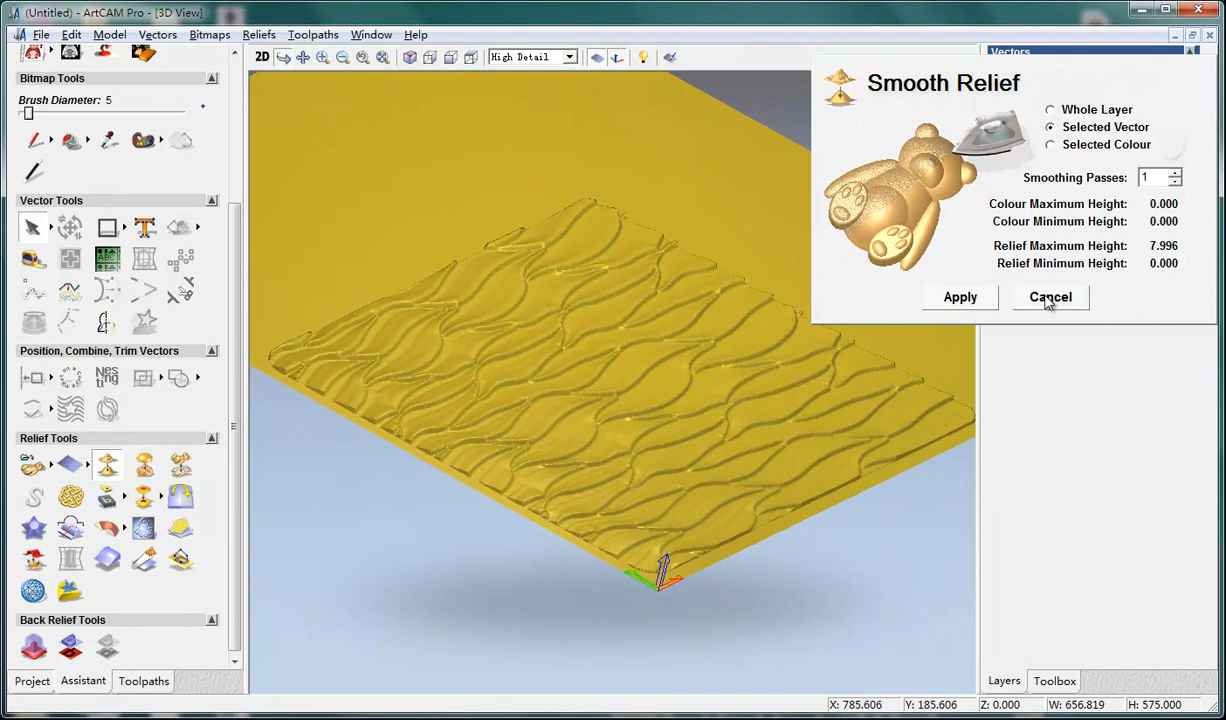 (Untitled) - ArtCAM Pro - [3D View]
File Edit Model Vectors Bitmaps Reliefs Toolpaths Window Help
2D High Detail
Vectors
Bitmap Tools
Brush Diameter: 5
Vector Tools
ABC
Position, Combine, Trim Vectors
Nes
ting
Relief Tools
Back Relief Tools
Project Assistant Toolpaths
Smooth Relief
Whole Layer
Selected Vector
Selected Colour
Smoothing Passes: 1
Colour Maximum Height: 0.000
Colour Minimum Height: 0.000
Relief Maximum Height: 7.996
Relief Minimum Height: 0.000
Apply Cancel
Layers Toolbox
X: 785.606 Y: 185.606 Z: 0.000 W: 656.819 H: 575.000